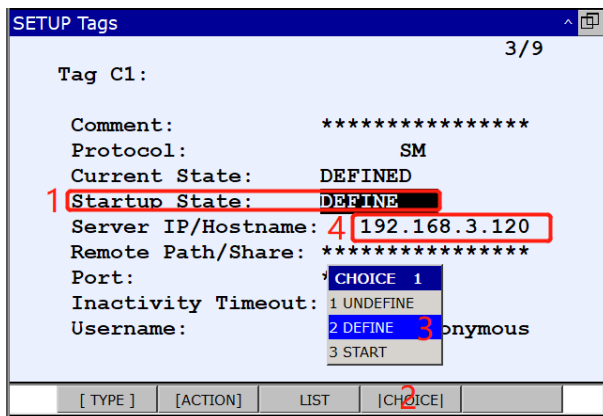 SETUP Tags
3/9
Tag C1:
Comment: ****************
Protocol: SM
Current State: DEFINED
1 Startup State: DEFINE
Server IP/Hostname: 4 192.168.3.120
Remote Path/Share: ****************
Port: *
Inactivity Timeout:
Username: onymous
CHOICE 1
1 UNDEFINE
2 DEFINE 3
3 START
[ TYPE ] [ACTION] LIST |CHOICE| 2